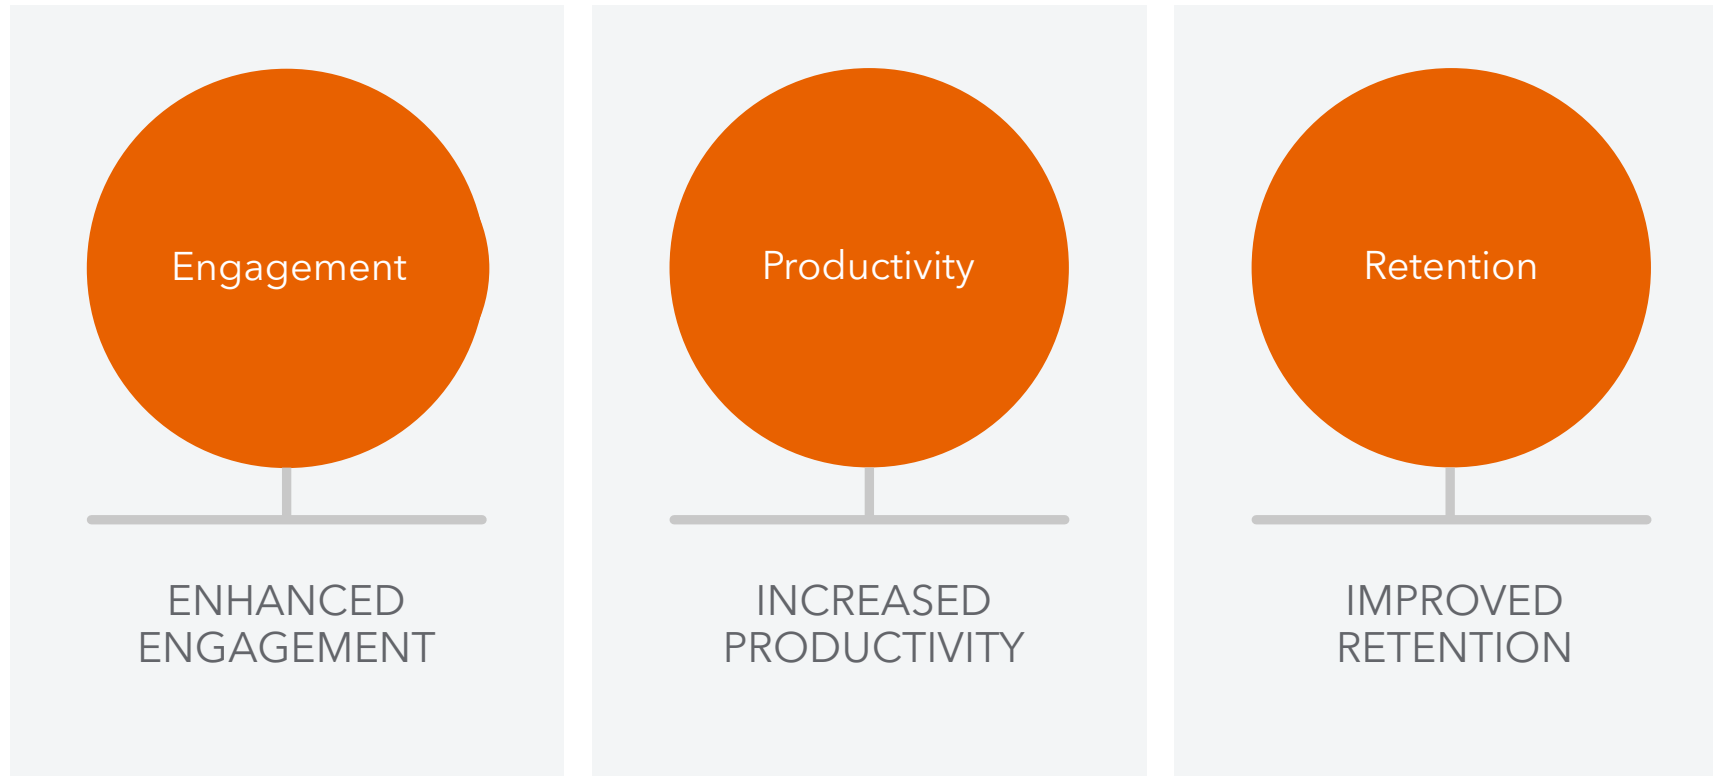 Engagement
ENHANCED
ENGAGEMENT
Productivity
INCREASED
PRODUCTIVITY
Retention
IMPROVED
RETENTION